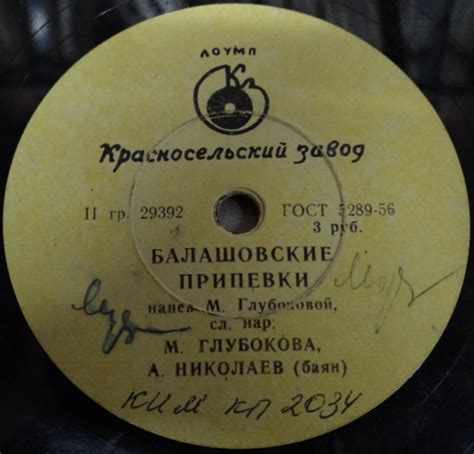 ЛОУМП
Кз
Красносельский завод
II гр. 29392 ГОСТ 5289-56
3 руб.
БАЛАШОВСКИЕ
ПРИПЕВКИ
напев М. Глубоковой,
сл. нар.
М. ГЛУБОКОВА,
А. НИКОЛАЕВ (баян)
КИМ КП 2034